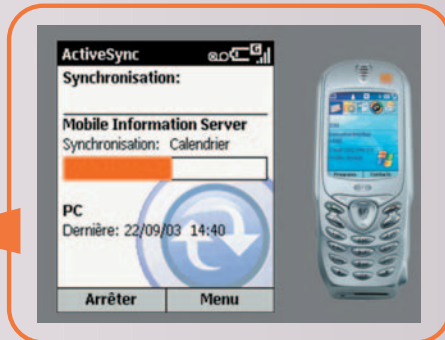 ActiveSync
Synchronisation:
Mobile Information Server
Synchronisation: Calendrier
PC
Dernière: 22/09/03 14:40
Arrêter Menu